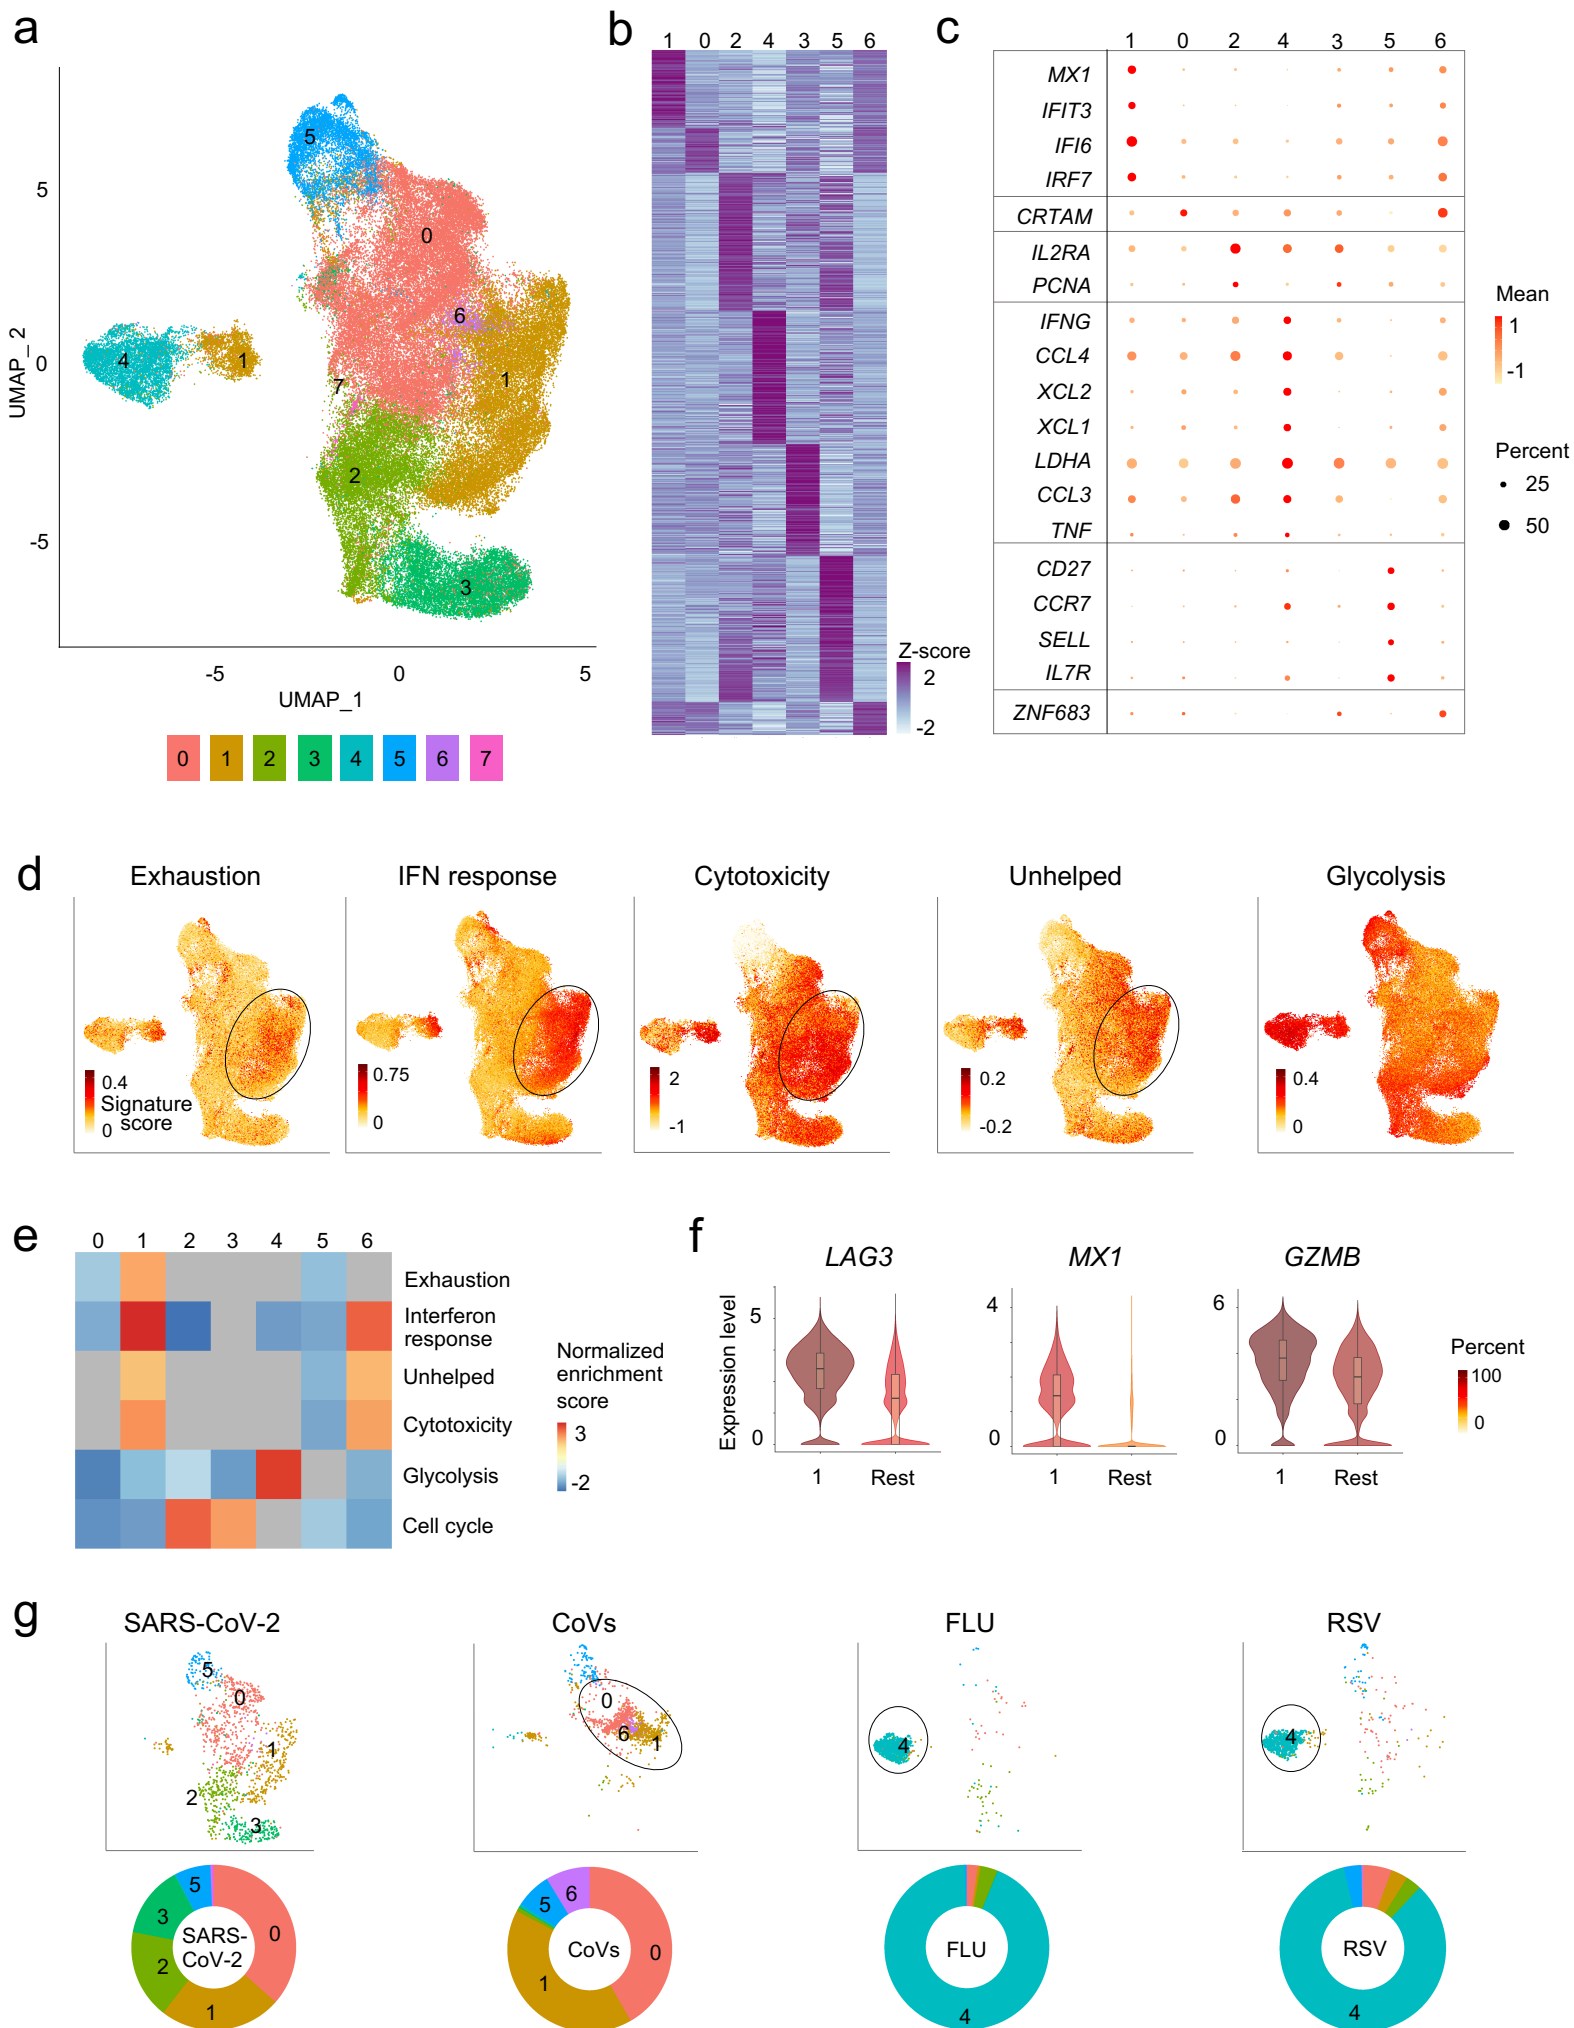 a
5
0
6
4
1
1
7
2
3
5
0
-5
UMAP_ 2
-5
0
5
UMAP_1
0 1 2 3 4 5 6 7
b
1 0 2 4 3 5 6
Z-score
2
-2
c
1 0 2 4 3 5 6
MX1
IFIT3
IFI6
IRF7
CRTAM
IL2RA
PCNA
IFNG
CCL4
XCL2
XCL1
LDHA
CCL3
TNF
CD27
CCR7
SELL
IL7R
ZNF683
Mean
1
-1
Percent
25
50
d
Exhaustion
0.4
Signature
score
0
IFN response
0.75
0
Cytotoxicity
2
-1
Unhelped
0.2
-0.2
Glycolysis
0.4
0
e
0 1 2 3 4 5 6
Exhaustion
Interferon
response
Unhelped
Cytotoxicity
Glycolysis
Cell cycle
Normalized
enrichment
score
3
-2
f
LAG3
MX1
GZMB
Expression level
5
0
1 Rest
4
0
1 Rest
6
0
1 Rest
Percent
100
0
g
SARS-CoV-2
5
0
1
2
3
CoVs
0
6
1
FLU
4
RSV
4
5
3
2
1
0
SARS-
CoV-2
5
6
1
0
CoVs
FLU
4
RSV
4